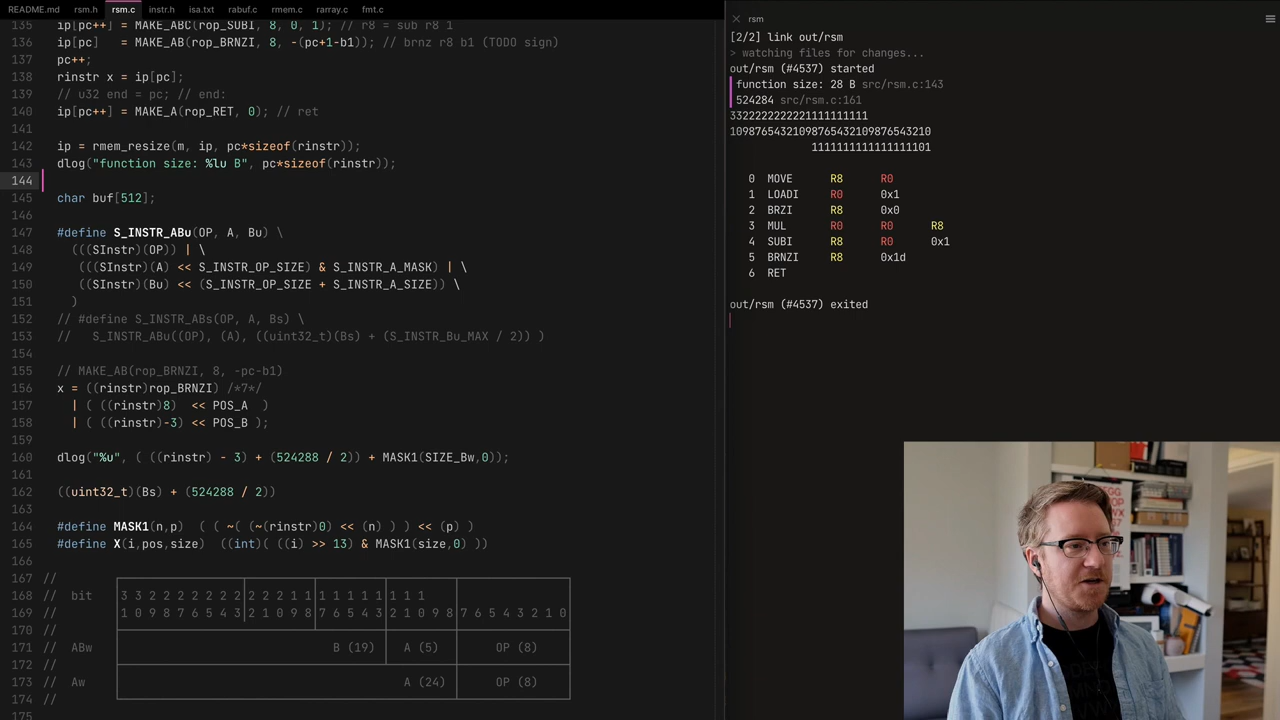 README.md rsm.h rsm.c instr.h isa.txt rabuf.c rmem.c rarray.c fmt.c
135 ip[pc++] = MAKE_ABC(rop_SUBI, 8, 0, 1); // r8 = sub r8 1
136 ip[pc] = MAKE_AB(rop_BRNZI, 8, -(pc+1-b1)); // brnz r8 b1 (TODO sign)
137 pc++;
138 rinstr x = ip[pc];
139 // u32 end = pc; // end:
140 ip[pc++] = MAKE_A(rop_RET, 0); // ret
141
142 ip = rmem_resize(m, ip, pc*sizeof(rinstr));
143 dlog("function size: %lu B", pc*sizeof(rinstr));
144
145 char buf[512];
146
147 #define S_INSTR_ABu(OP, A, Bu) \
148 (((SInstr)(OP)) | \
149 (((SInstr)(A) << S_INSTR_OP_SIZE) & S_INSTR_A_MASK) | \
150 (((SInstr)(Bu) << (S_INSTR_OP_SIZE + S_INSTR_A_SIZE)) \
151 )
152 // #define S_INSTR_ABs(OP, A, Bs) \
153 // S_INSTR_ABu((OP), (A), ((uint32_t)(Bs) + (S_INSTR_Bu_MAX / 2)) )
154
155 // MAKE_AB(rop_BRNZI, 8, -pc-b1)
156 x = ((rinstr)rop_BRNZI) /*7*/
157 | ( ((rinstr)8) << POS_A )
158 | ( ((rinstr)-3) << POS_B );
159
160 dlog("%u", ( ((rinstr) - 3) + (524288 / 2)) + MASK1(SIZE_Bw,0));
161
162 ((uint32_t)(Bs) + (524288 / 2))
163
164 #define MASK1(n,p) ( ( ~( (~(rinstr)0) << (n) ) ) << (p) )
165 #define X(i,pos,size) ((int)( ((i) >> 13) & MASK1(size,0) ))
166
167 //
168 // bit 3 3 2 2 2 2 2 2 2 2 2 2 1 1 1 1 1 1 1 1 1 1
169 // 1 0 9 8 7 6 5 4 3 2 1 0 9 8 7 6 5 4 3 2 1 0 9 8 7 6 5 4 3 2 1 0
170 //
171 // ABw B (19) A (5) OP (8)
172 //
173 // Aw A (24) OP (8)
174 //
175
rsm
[2/2] link out/rsm
> watching files for changes...
out/rsm (#4537) started
function size: 28 B src/rsm.c:143
524284 src/rsm.c:161
3322222222221111111111
10987654321098765432109876543210
1111111111111111101
0 MOVE R8 R0
1 LOADI R0 0x1
2 BRZI R8 0x0
3 MUL R0 R0 R8
4 SUBI R8 R0 0x1
5 BRNZI R8 0x1d
6 RET
out/rsm (#4537) exited